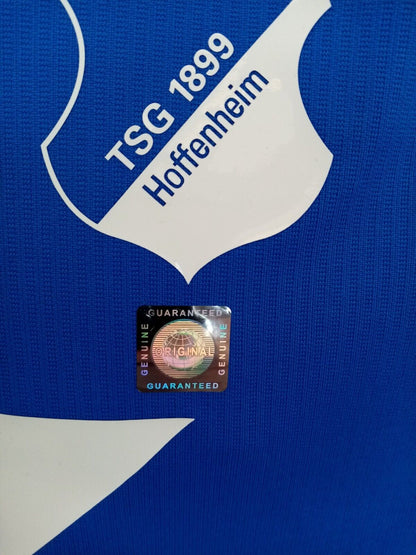 TSG 1899
Hoffenheim
GUARANTEED
GENUINE
ORIGINAL
GENUINE
GUARANTEED